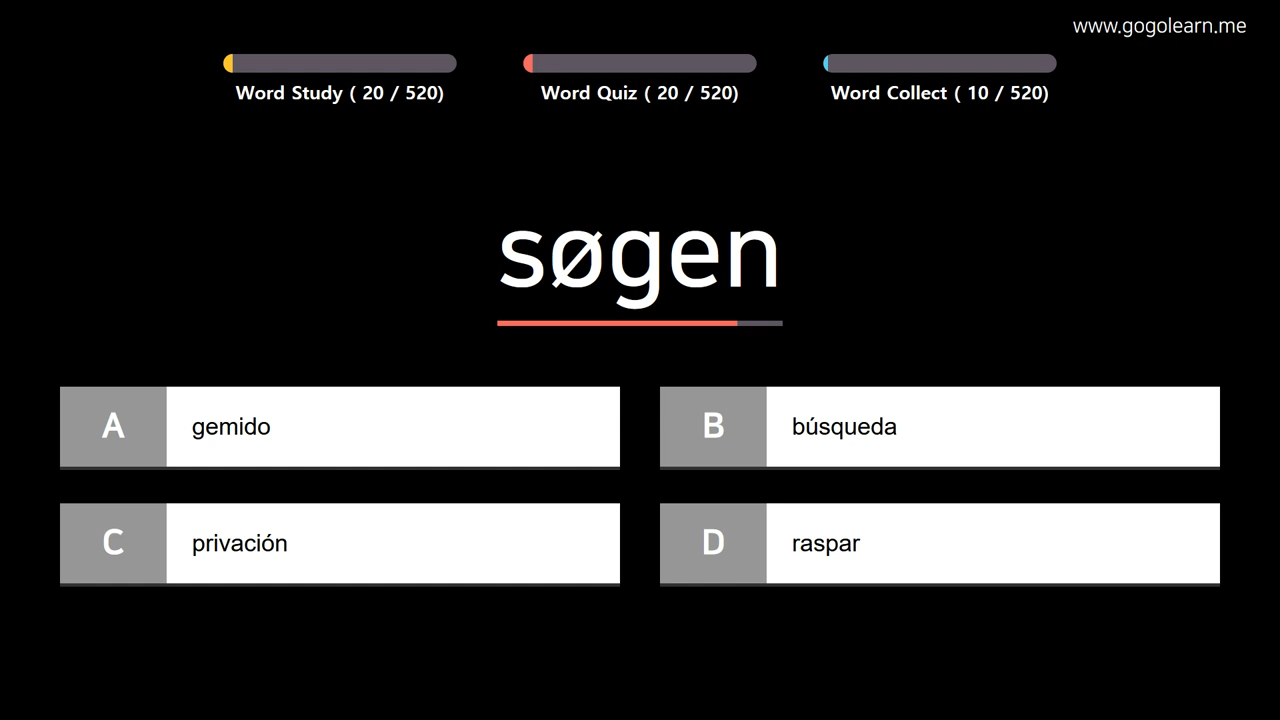 www.gogolearn.me
Word Study ( 20 / 520)
Word Quiz ( 20 / 520)
Word Collect ( 10 / 520)
søgen
A gemido
B búsqueda
C privación
D raspar